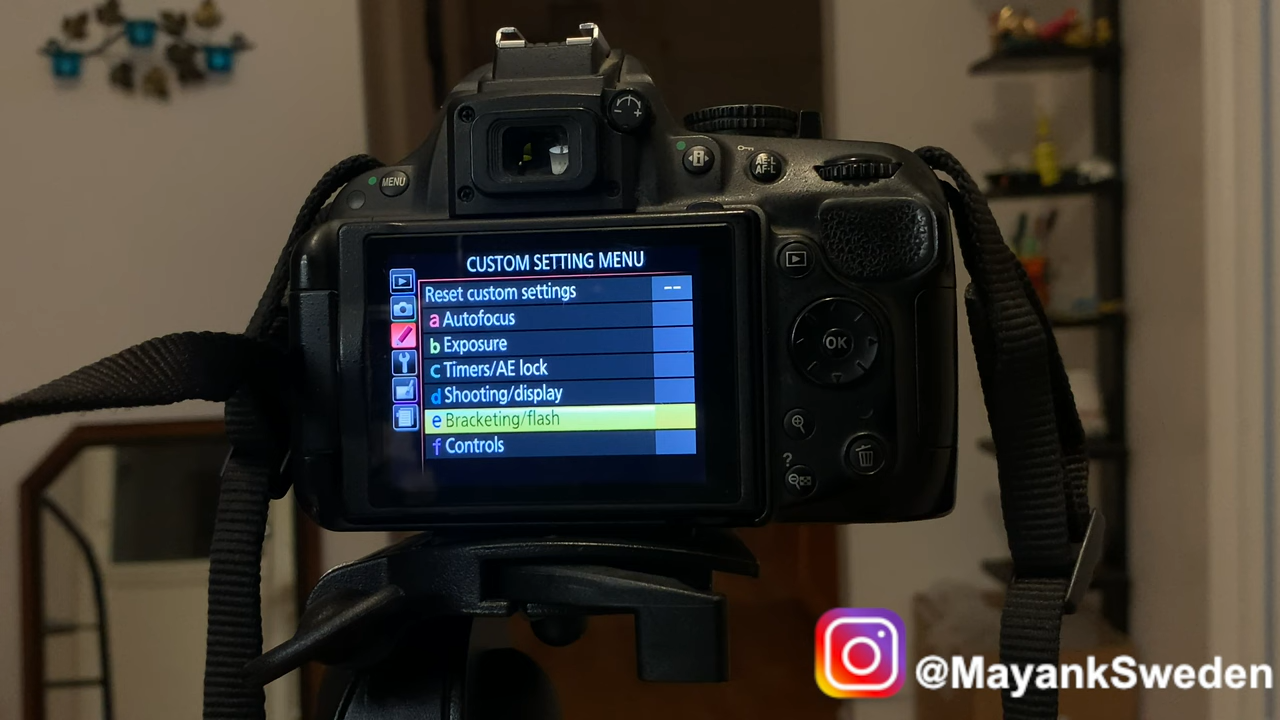 MENU
AE-L
AF-L
CUSTOM SETTING MENU
Reset custom settings --
a Autofocus
b Exposure
c Timers/AE lock
d Shooting/display
e Bracketing/flash
f Controls
OK
?
@MayankSweden